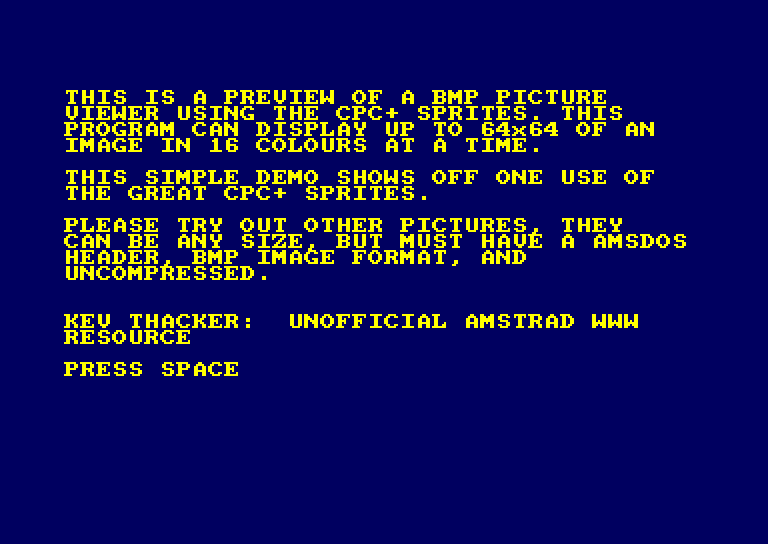 THIS IS A PREVIEW OF A BMP PICTURE
VIEWER USING THE CPC+ SPRITES. THIS
PROGRAM CAN DISPLAY UP TO 64x64 OF AN
IMAGE IN 16 COLOURS AT A TIME.
THIS SIMPLE DEMO SHOWS OFF ONE USE OF
THE GREAT CPC+ SPRITES.
PLEASE TRY OUT OTHER PICTURES, THEY
CAN BE ANY SIZE, BUT MUST HAVE A AMSDOS
HEADER, BMP IMAGE FORMAT, AND
UNCOMPRESSED.
KEV THACKER:  UNOFFICIAL AMSTRAD WWW
RESOURCE
PRESS SPACE